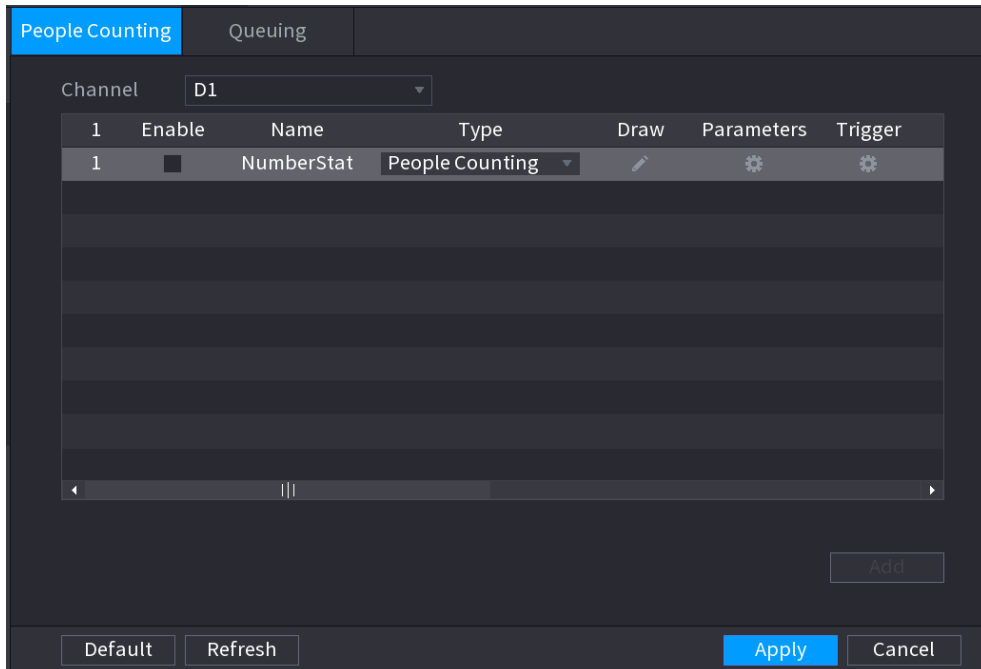 People Counting Queuing
Channel D1
1 Enable Name Type Draw Parameters Trigger
1 NumberStat People Counting
Add
Default Refresh Apply Cancel